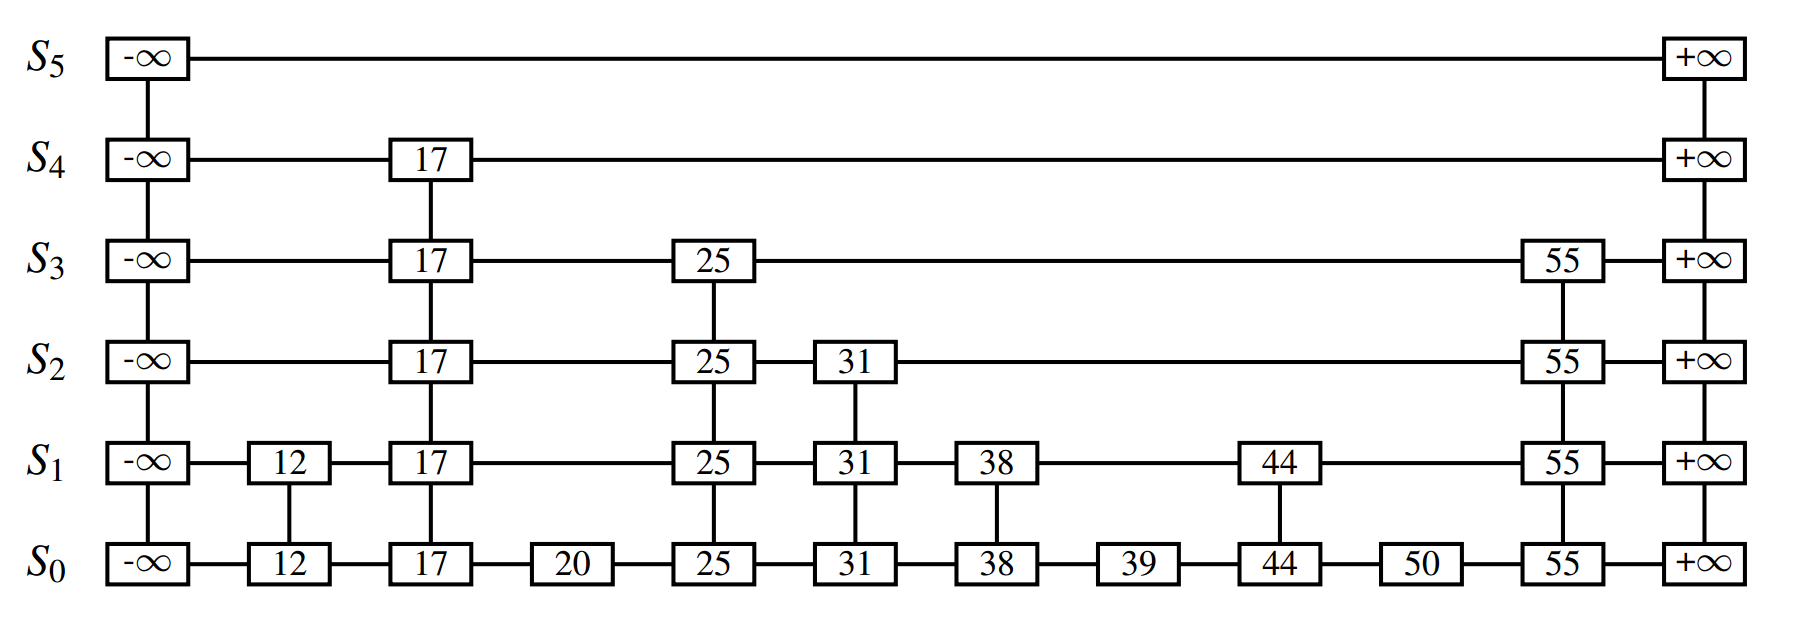 S5 -∞ +∞
S4 -∞ 17 +∞
S3 -∞ 17 25 55 +∞
S2 -∞ 17 25 31 55 +∞
S1 -∞ 12 17 25 31 38 44 55 +∞
S0 -∞ 12 17 20 25 31 38 39 44 50 55 +∞